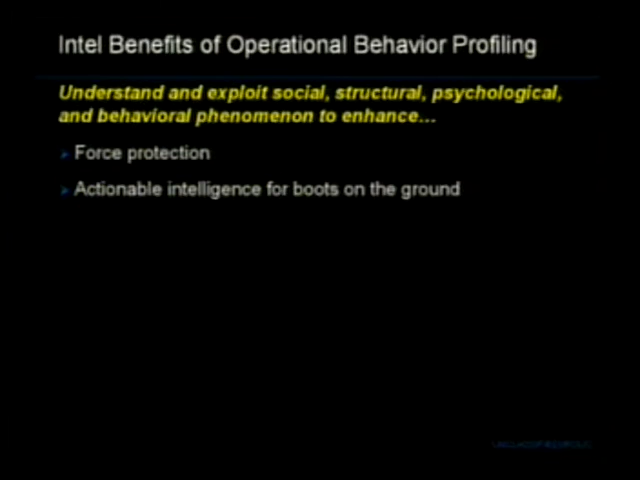 Intel Benefits of Operational Behavior Profiling
Understand and exploit social, structural, psychological,
and behavioral phenomenon to enhance...
Force protection
Actionable intelligence for boots on the ground